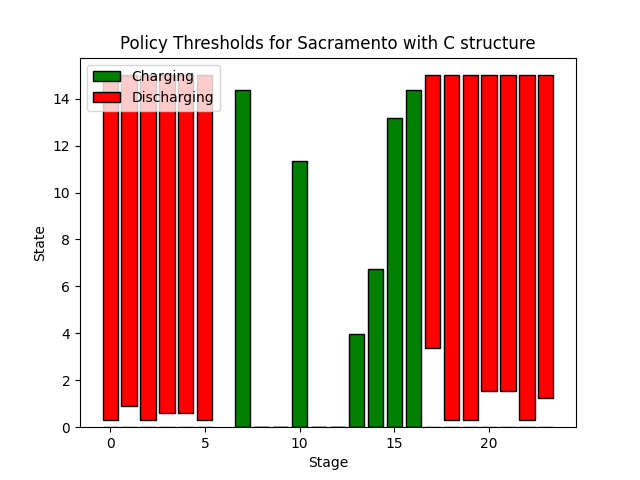 Policy Thresholds for Sacramento with C structure
Charging
Discharging
14
12
10
8
6
4
2
0
State
0
5
10
15
20
Stage